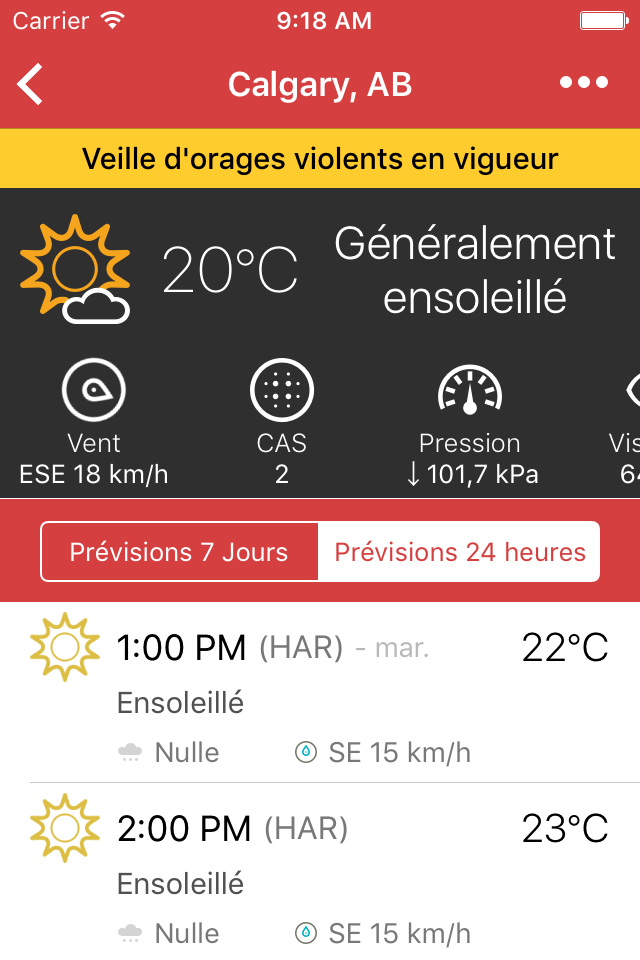 Carrier 9:18 AM
Calgary, AB
Veille d'orages violents en vigueur
20°C
Généralement
ensoleillé
Vent CAS Pression Vis
ESE 18 km/h 2 ↓ 101,7 kPa 64
Prévisions 7 Jours Prévisions 24 heures
1:00 PM (HAR) - mar. 22°C
Ensoleillé
Nulle SE 15 km/h
2:00 PM (HAR) 23°C
Ensoleillé
Nulle SE 15 km/h